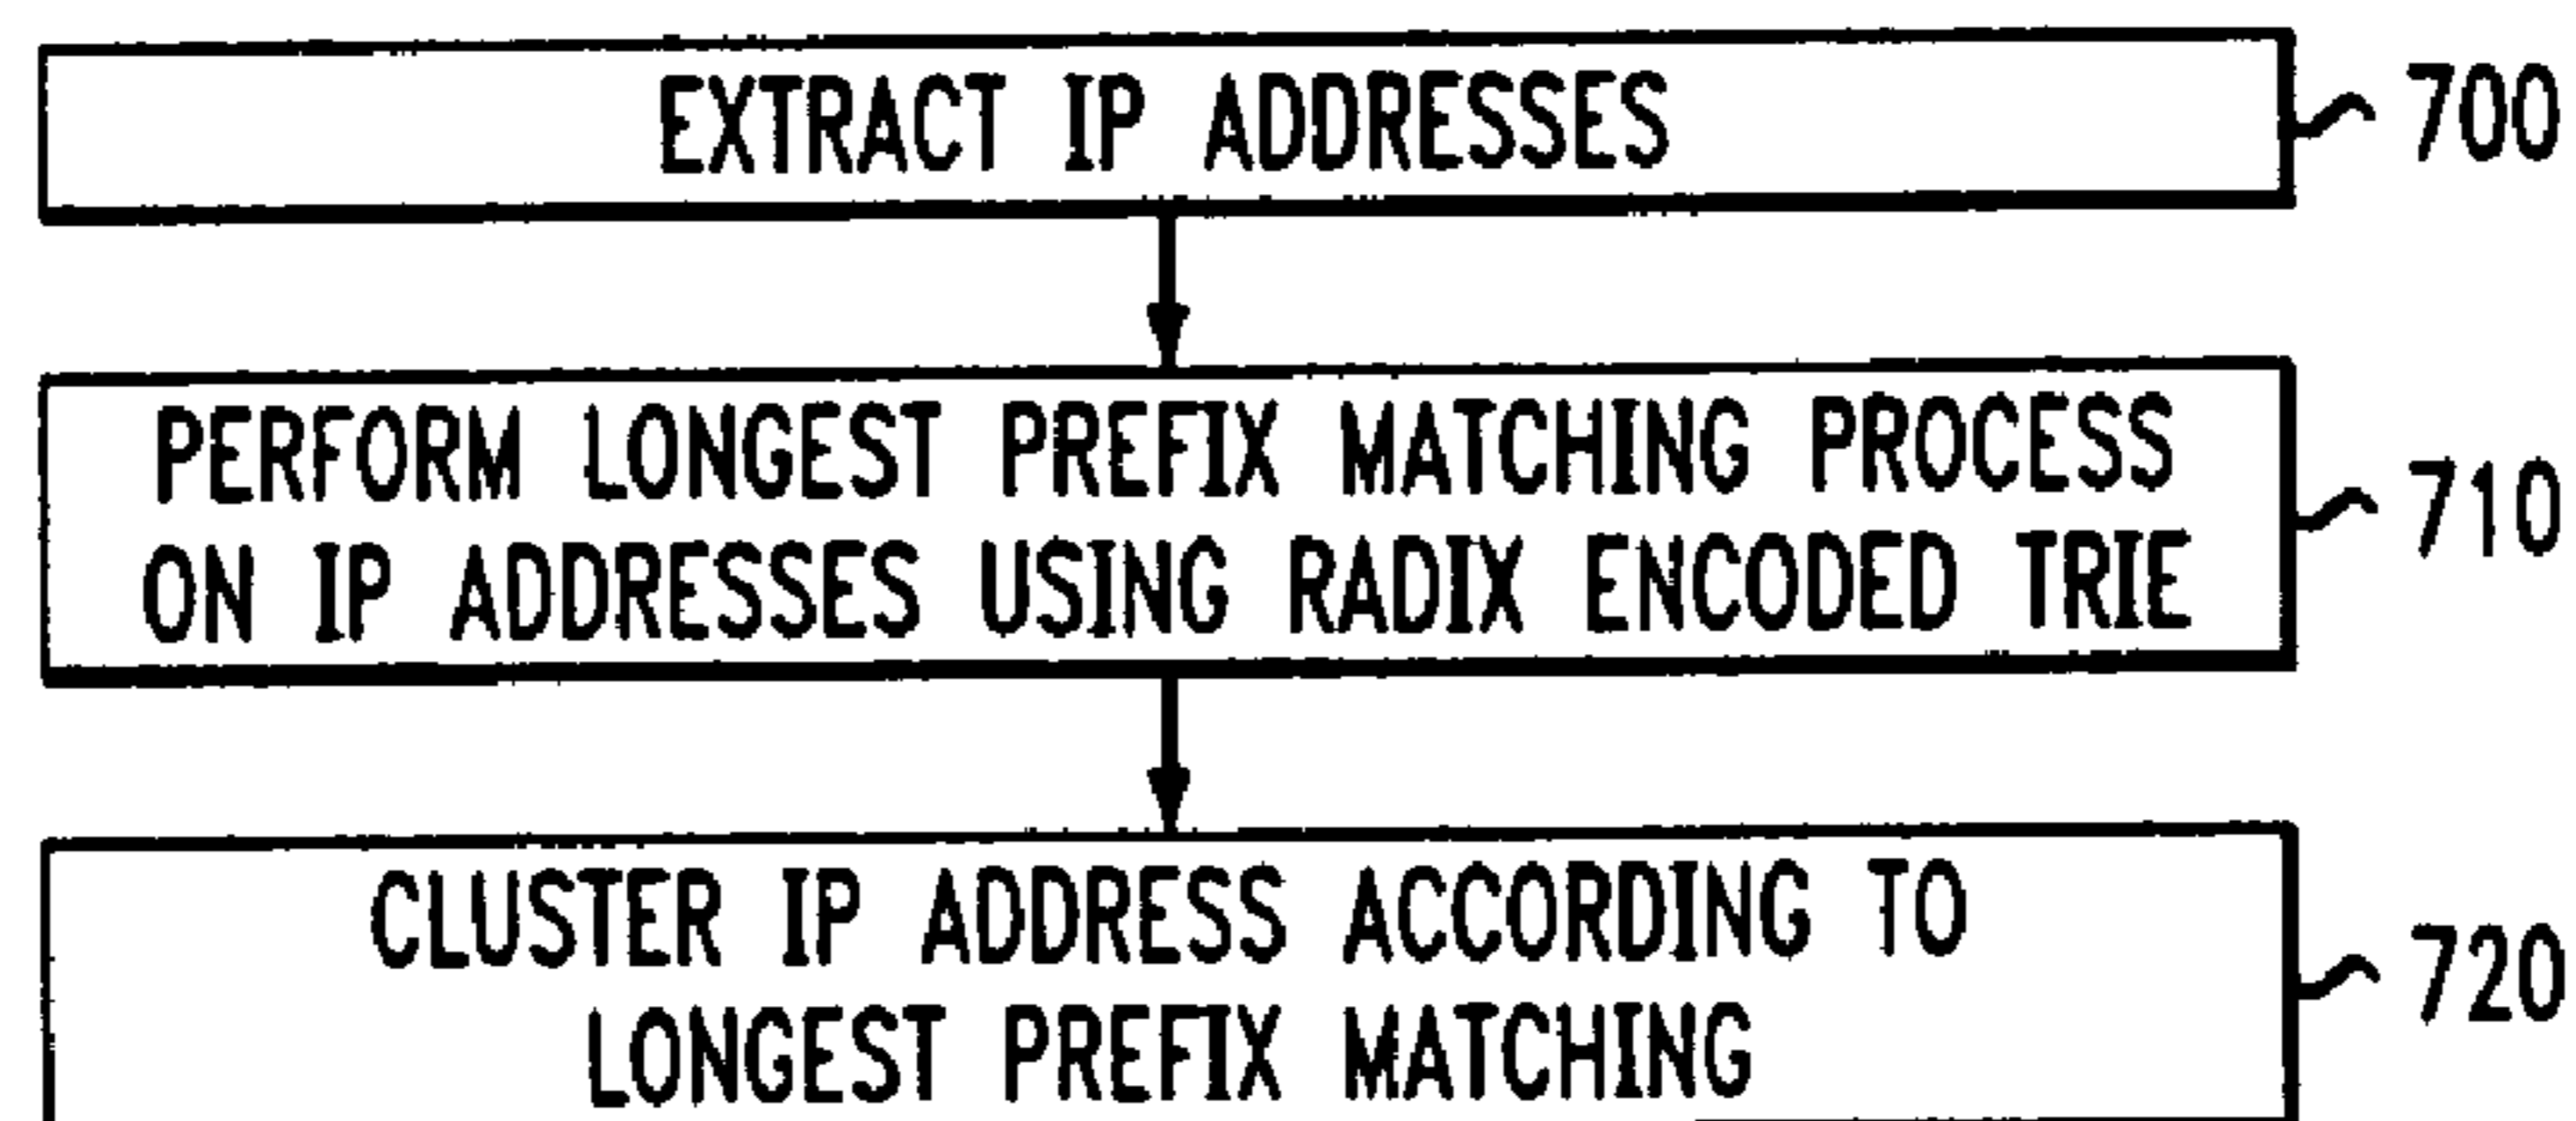 EXTRACT IP ADDRESSES
700
PERFORM LONGEST PREFIX MATCHING PROCESS
ON IP ADDRESSES USING RADIX ENCODED TRIE
710
CLUSTER IP ADDRESS ACCORDING TO
LONGEST PREFIX MATCHING
720